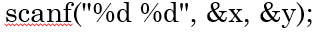 scanf("%d %d", &x, &y);